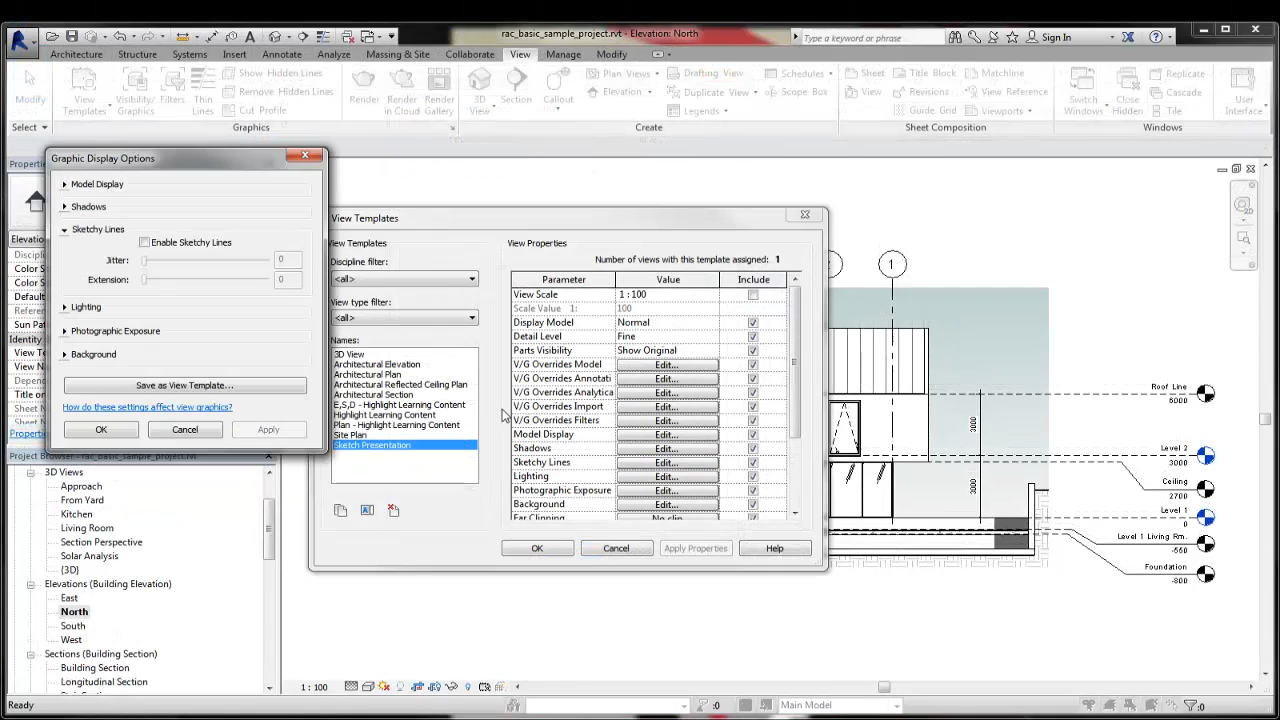 rac_basic_sample_project.rvt - Elevation: North
Type a keyword or phrase
Sign In
Architecture Structure Systems Insert Annotate Analyze Massing & Site Collaborate View Manage Modify
Modify
View Templates
Visibility/ Graphics
Filters
Thin Lines
Show Hidden Lines
Remove Hidden Lines
Cut Profile
Render
Render in Cloud
Render Gallery
3D View
Section
Callout
Plan Views
Elevation
Drafting View
Duplicate View
Legends
Schedules
Scope Box
Sheet
View
Title Block
Revisions
Guide Grid
Matchline
View Reference
Viewports
Switch Windows
Close Hidden
Replicate
Cascade
Tile
User Interface
Select
Graphics
Create
Sheet Composition
Windows
Graphic Display Options
Model Display
Shadows
Sketchy Lines
Enable Sketchy Lines
Jitter: 0
Extension: 0
Lighting
Photographic Exposure
Background
Save as View Template...
How do these settings affect view graphics?
OK
Cancel
Apply
View Templates
View Templates
Discipline filter:
<all>
View type filter:
<all>
Names:
3D View
Architectural Elevation
Architectural Plan
Architectural Reflected Ceiling Plan
Architectural Section
E,S,D - Highlight Learning Content
Highlight Learning Content
Plan - Highlight Learning Content
Site Plan
Sketch Presentation
View Properties
Number of views with this template assigned: 1
Parameter Value Include
View Scale 1 : 100
Scale Value 1: 100
Display Model Normal
Detail Level Fine
Parts Visibility Show Original
V/G Overrides Model Edit...
V/G Overrides Annotati Edit...
V/G Overrides Analytica Edit...
V/G Overrides Import Edit...
V/G Overrides Filters Edit...
Model Display Edit...
Shadows Edit...
Sketchy Lines Edit...
Lighting Edit...
Photographic Exposure Edit...
Background Edit...
Far Clipping No clip
OK
Cancel
Apply Properties
Help
Project Browser - rac_basic_sample_project.rvt
3D Views
Approach
From Yard
Kitchen
Living Room
Section Perspective
Solar Analysis
{3D}
Elevations (Building Elevation)
East
North
South
West
Sections (Building Section)
Building Section
Longitudinal Section
1
3000
3000
Roof Line
6000
Level 2
3000
Ceiling
2700
Level 1
0
Level 1 Living Rm.
-550
Foundation
-800
1 : 100
Ready
:0
Main Model
:0